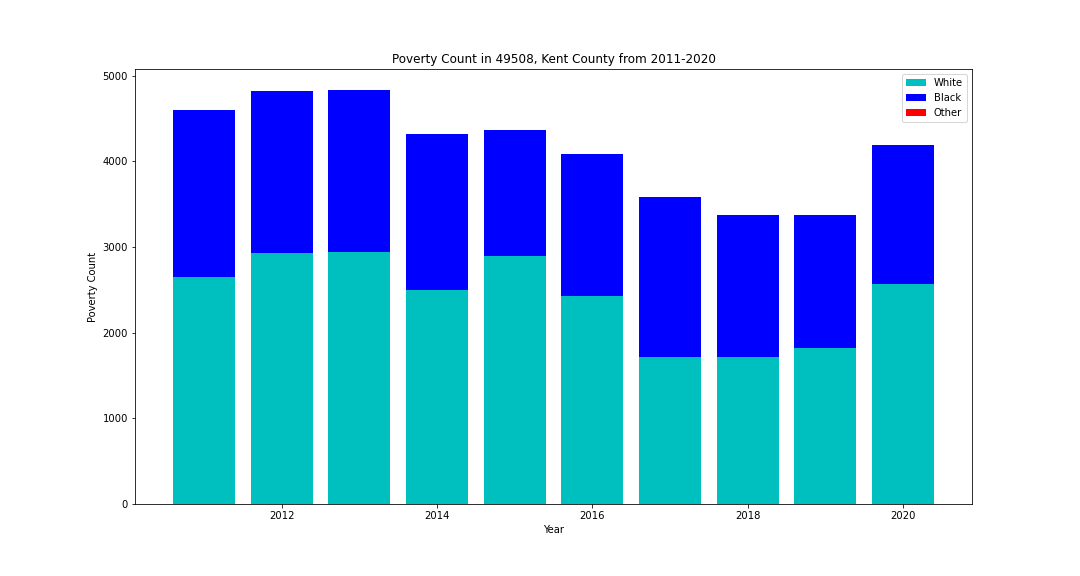 Poverty Count in 49508, Kent County from 2011-2020
White
Black
Other
5000
4000
3000
2000
1000
0
Poverty Count
2012
2014
2016
2018
2020
Year